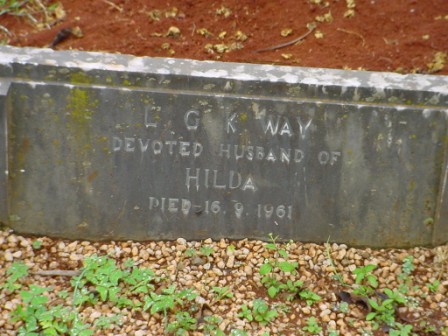 L. G. K. WAY
DEVOTED HUSBAND OF
HILDA
DIED - 16. 9. 1961